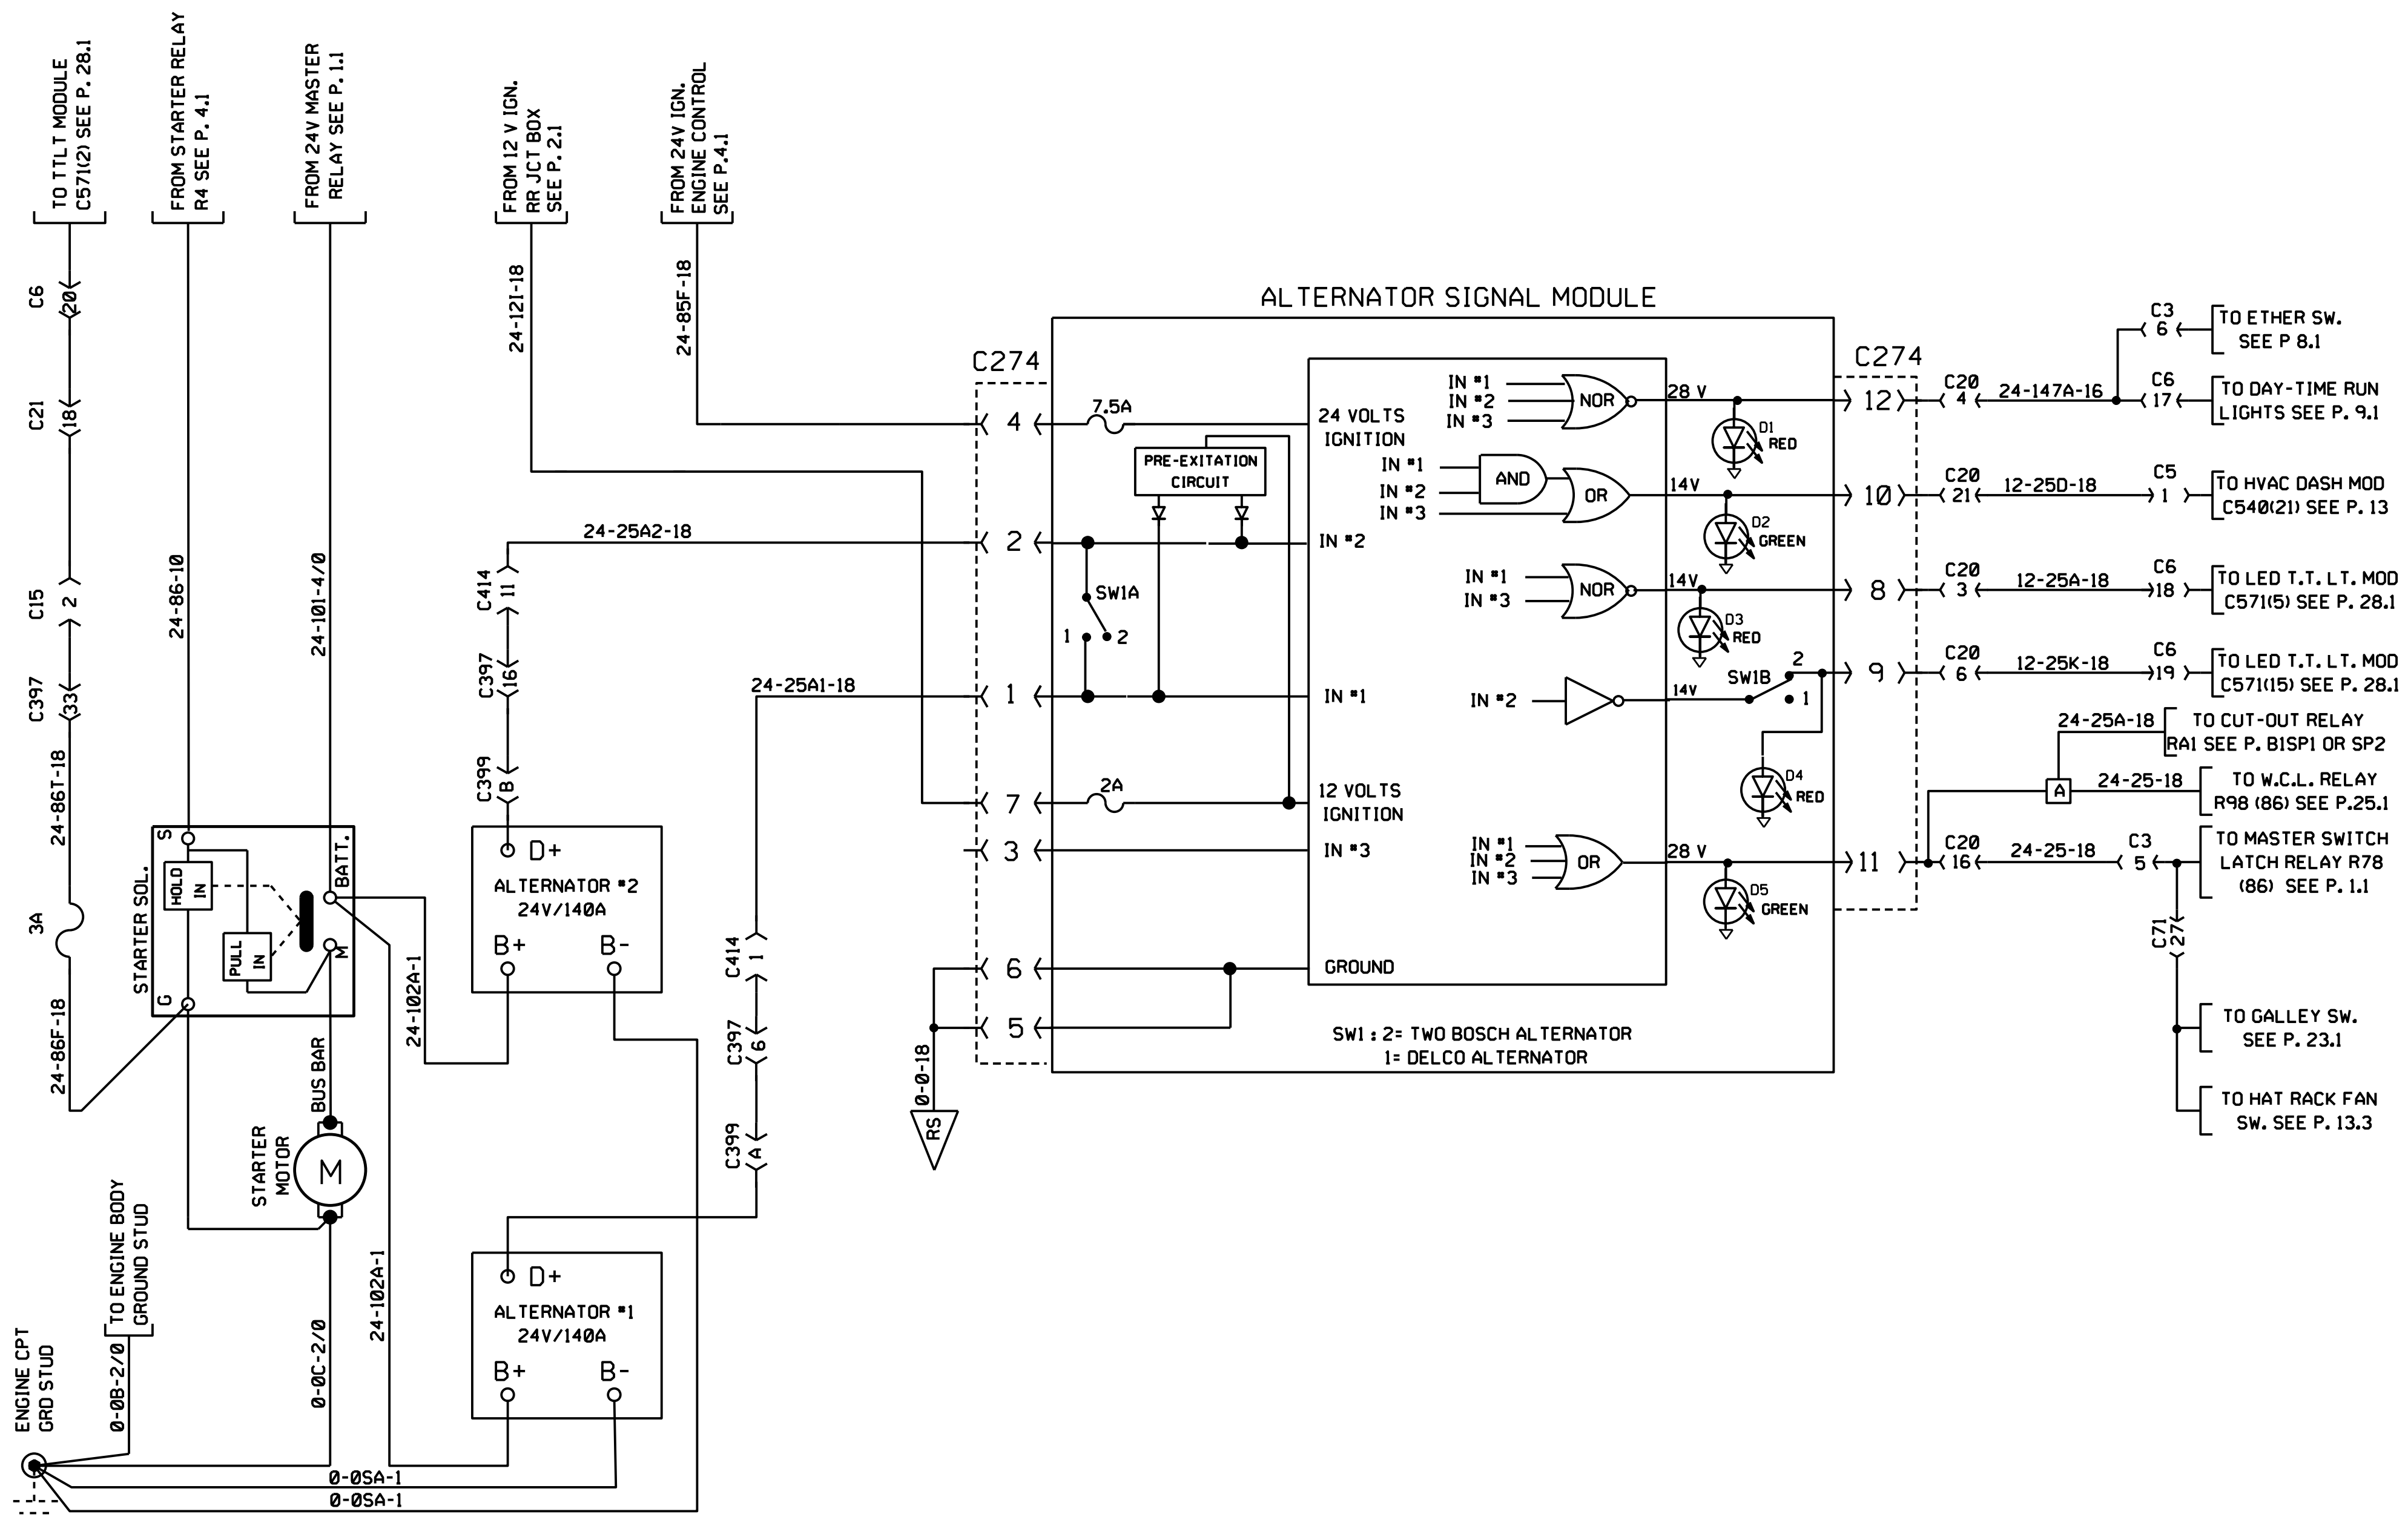 TO TTLT MODULE
C571(2) SEE P. 28.1
FROM STARTER RELAY
R4 SEE P. 4.1
FROM 24V MASTER
RELAY SEE P. 1.1
FROM 12 V IGN.
RR JCT BOX
SEE P. 2.1
FROM 24V IGN.
ENGINE CONTROL
SEE P.4.1
C6
20
C21
18
C15
2
C397
33
24-86T-18
3A
24-86F-18
24-86-10
24-101-4/0
24-12I-18
24-85F-18
STARTER SOL.
S
HOLD
IN
PULL
IN
BATT.
M
G
BUS BAR
STARTER
MOTOR
M
TO ENGINE BODY
GROUND STUD
ENGINE CPT
GRD STUD
0-0B-2/0
0-0C-2/0
24-102A-1
24-102A-1
0-0SA-1
0-0SA-1
24-25A2-18
C414
11
C397
16
C399
B
D+
ALTERNATOR #2
24V/140A
B+
B-
24-25A1-18
C414
1
C397
6
C399
A
D+
ALTERNATOR #1
24V/140A
B+
B-
0-0-18
RS
ALTERNATOR SIGNAL MODULE
C274
4
2
1
7
3
6
5
7.5A
PRE-EXITATION
CIRCUIT
SW1A
1
2
2A
24 VOLTS
IGNITION
IN #2
IN #1
12 VOLTS
IGNITION
IN #3
GROUND
IN #1
IN #2
IN #3
NOR
28 V
D1
RED
IN #1
IN #2
IN #3
AND
OR
14V
D2
GREEN
IN #1
IN #3
NOR
14V
D3
RED
IN #2
14V
SW1B
2
1
D4
RED
IN #1
IN #2
IN #3
OR
28 V
D5
GREEN
SW1 : 2= TWO BOSCH ALTERNATOR
1= DELCO ALTERNATOR
C274
12
10
8
9
11
C20
4
24-147A-16
C3
6
TO ETHER SW.
SEE P 8.1
C6
17
TO DAY-TIME RUN
LIGHTS SEE P. 9.1
C20
21
12-25D-18
C5
1
TO HVAC DASH MOD
C540(21) SEE P. 13
C20
3
12-25A-18
C6
18
TO LED T.T. LT. MOD
C571(5) SEE P. 28.1
C20
6
12-25K-18
C6
19
TO LED T.T. LT. MOD
C571(15) SEE P. 28.1
24-25A-18
TO CUT-OUT RELAY
RA1 SEE P. B1SP1 OR SP2
A
24-25-18
TO W.C.L. RELAY
R98 (86) SEE P.25.1
C20
16
24-25-18
C3
5
TO MASTER SWITCH
LATCH RELAY R78
(86) SEE P. 1.1
C71
27
TO GALLEY SW.
SEE P. 23.1
TO HAT RACK FAN
SW. SEE P. 13.3